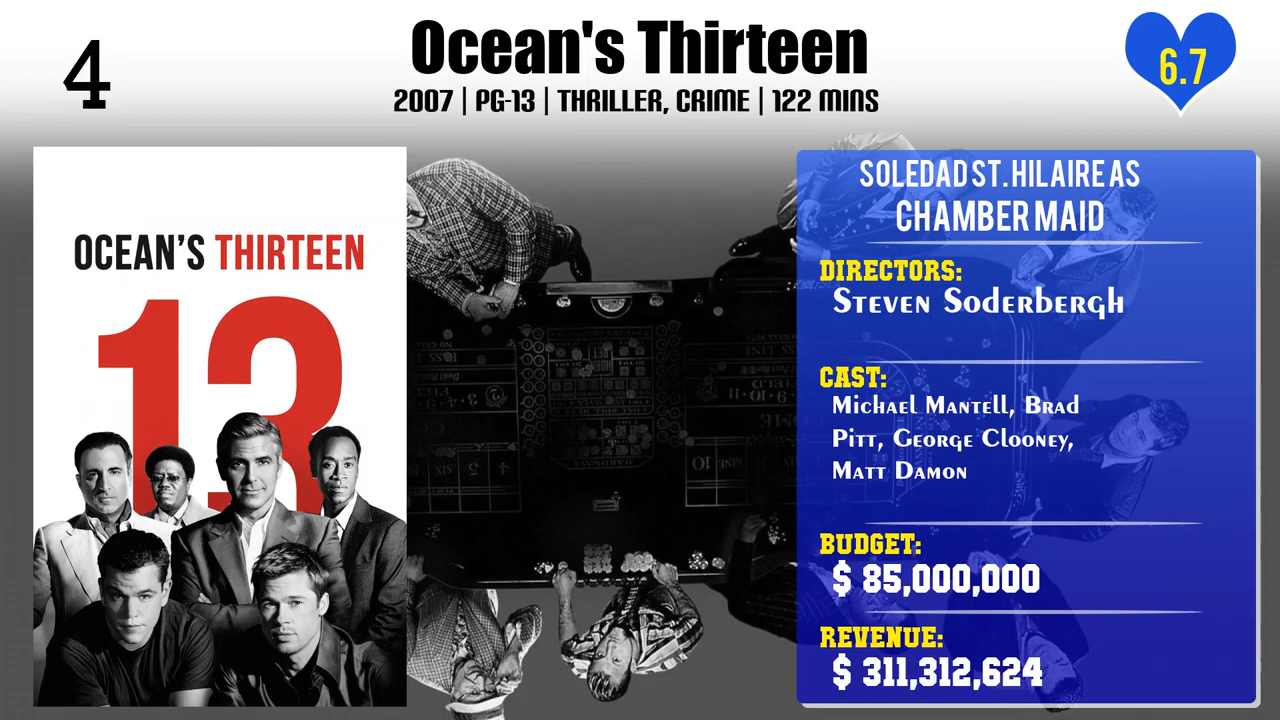 4
Ocean's Thirteen
2007 | PG-13 | THRILLER, CRIME | 122 MINS
6.7
OCEAN'S THIRTEEN
13
SOLEDAD ST. HILAIRE AS
CHAMBER MAID
DIRECTORS:
Steven Soderbergh
CAST:
Michael Mantell, Brad
Pitt, George Clooney,
Matt Damon
BUDGET:
$ 85,000,000
REVENUE:
$ 311,312,624